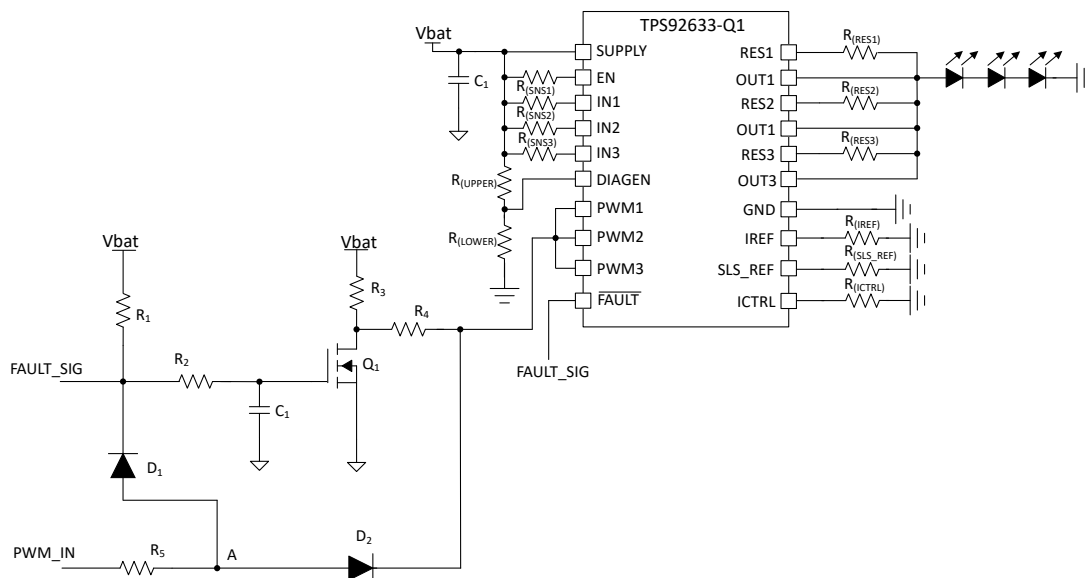 TPS92633-Q1
Vbat
SUPPLY
RES1
R(RES1)
C1
EN
OUT1
R(SNS1)
IN1
RES2
R(RES2)
R(SNS2)
IN2
OUT1
R(SNS3)
IN3
RES3
R(RES3)
R(UPPER)
DIAGEN
OUT3
PWM1
GND
Vbat
Vbat
R(LOWER)
PWM2
IREF
R(IREF)
PWM3
SLS_REF
R(SLS_REF)
R3
FAULT
ICTRL
R(ICTRL)
R1
R4
FAULT_SIG
R2
Q1
FAULT_SIG
C1
D1
D2
PWM_IN
R5
A